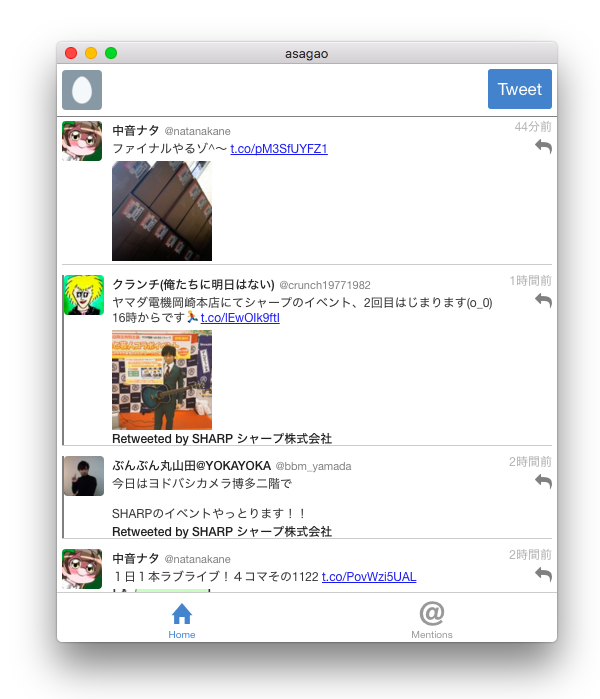 asagao
Tweet
中音ナタ @natanakane 44分前
ファイナルやるゾ^〜 t.co/pM3SfUYFZ1
クランチ(俺たちに明日はない) @crunch19771982 1時間前
ヤマダ電機岡崎本店にてシャープのイベント、2回目はじまります(o_0)
16時からです🏃t.co/lEwOIk9ftI
Retweeted by SHARP シャープ株式会社
ぶんぶん丸山田@YOKAYOKA @bbm_yamada 2時間前
今日はヨドバシカメラ博多二階で
SHARPのイベントやっとります！！
Retweeted by SHARP シャープ株式会社
中音ナタ @natanakane 2時間前
１日１本ラブライブ！４コマその1122 t.co/PovWzi5UAL
Home
@
Mentions